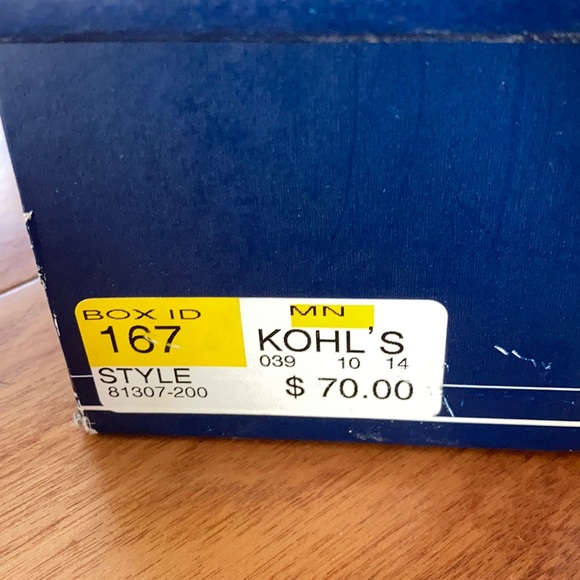 BOX ID
167
STYLE
81307-200
MN
KOHL'S
039 10 14
$ 70.00